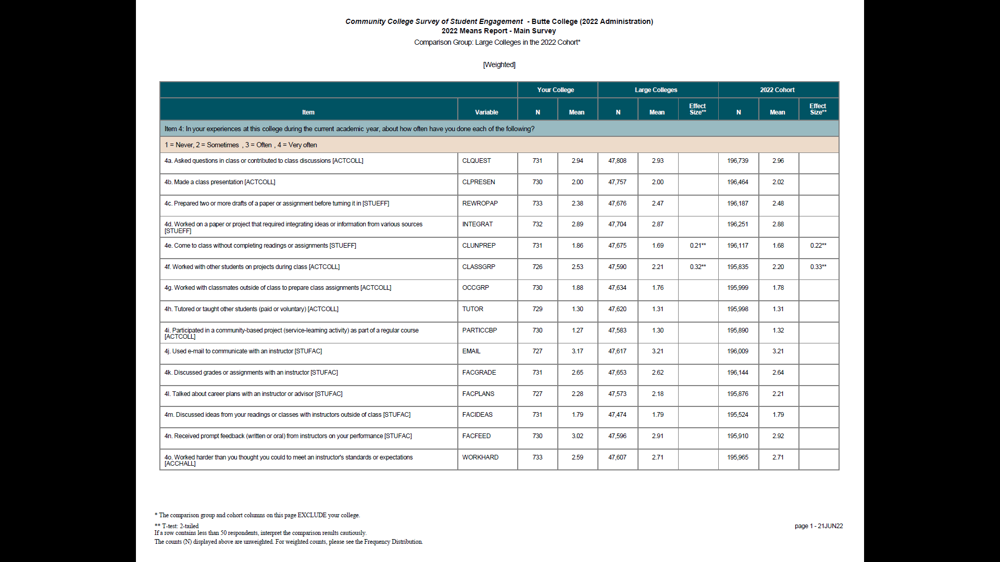 Community College Survey of Student Engagement - Butte College (2022 Administration)
2022 Means Report - Main Survey
Comparison Group: Large Colleges in the 2022 Cohort*
[Weighted]
Your College Large Colleges 2022 Cohort
Item Variable N Mean N Mean Effect Size** N Mean Effect Size**
Item 4: In your experiences at this college during the current academic year, about how often have you done each of the following?
1 = Never, 2 = Sometimes , 3 = Often , 4 = Very often
4a. Asked questions in class or contributed to class discussions [ACTCOLL] CLQUEST 731 2.94 47,808 2.93 196,739 2.96
4b. Made a class presentation [ACTCOLL] CLPRESEN 730 2.00 47,757 2.00 196,464 2.02
4c. Prepared two or more drafts of a paper or assignment before turning it in [STUEFF] REWROPAP 733 2.38 47,676 2.47 196,187 2.48
4d. Worked on a paper or project that required integrating ideas or information from various sources
[STUEFF] INTEGRAT 732 2.89 47,704 2.87 196,251 2.88
4e. Come to class without completing readings or assignments [STUEFF] CLUNPREP 731 1.86 47,675 1.69 0.21** 196,117 1.68 0.22**
4f. Worked with other students on projects during class [ACTCOLL] CLASSGRP 726 2.53 47,590 2.21 0.32** 195,835 2.20 0.33**
4g. Worked with classmates outside of class to prepare class assignments [ACTCOLL] OCCGRP 730 1.88 47,634 1.76 195,999 1.78
4h. Tutored or taught other students (paid or voluntary) [ACTCOLL] TUTOR 729 1.30 47,620 1.31 195,998 1.31
4i. Participated in a community-based project (service-learning activity) as part of a regular course
[ACTCOLL] PARTICCBP 730 1.27 47,583 1.30 195,890 1.32
4j. Used e-mail to communicate with an instructor [STUFAC] EMAIL 727 3.17 47,617 3.21 196,009 3.21
4k. Discussed grades or assignments with an instructor [STUFAC] FACGRADE 731 2.65 47,653 2.62 196,144 2.64
4l. Talked about career plans with an instructor or advisor [STUFAC] FACPLANS 727 2.28 47,573 2.18 195,876 2.21
4m. Discussed ideas from your readings or classes with instructors outside of class [STUFAC] FACIDEAS 731 1.79 47,474 1.79 195,524 1.79
4n. Received prompt feedback (written or oral) from instructors on your performance [STUFAC] FACFEED 730 3.02 47,596 2.91 195,910 2.92
4o. Worked harder than you thought you could to meet an instructor's standards or expectations
[ACCHALL] WORKHARD 733 2.59 47,607 2.71 195,965 2.71
* The comparison group and cohort columns on this page EXCLUDE your college.
** T-test: 2-tailed
If a row contains less than 50 respondents, interpret the comparison results cautiously.
The counts (N) displayed above are unweighted. For weighted counts, please see the Frequency Distribution.
page 1 - 21JUN22